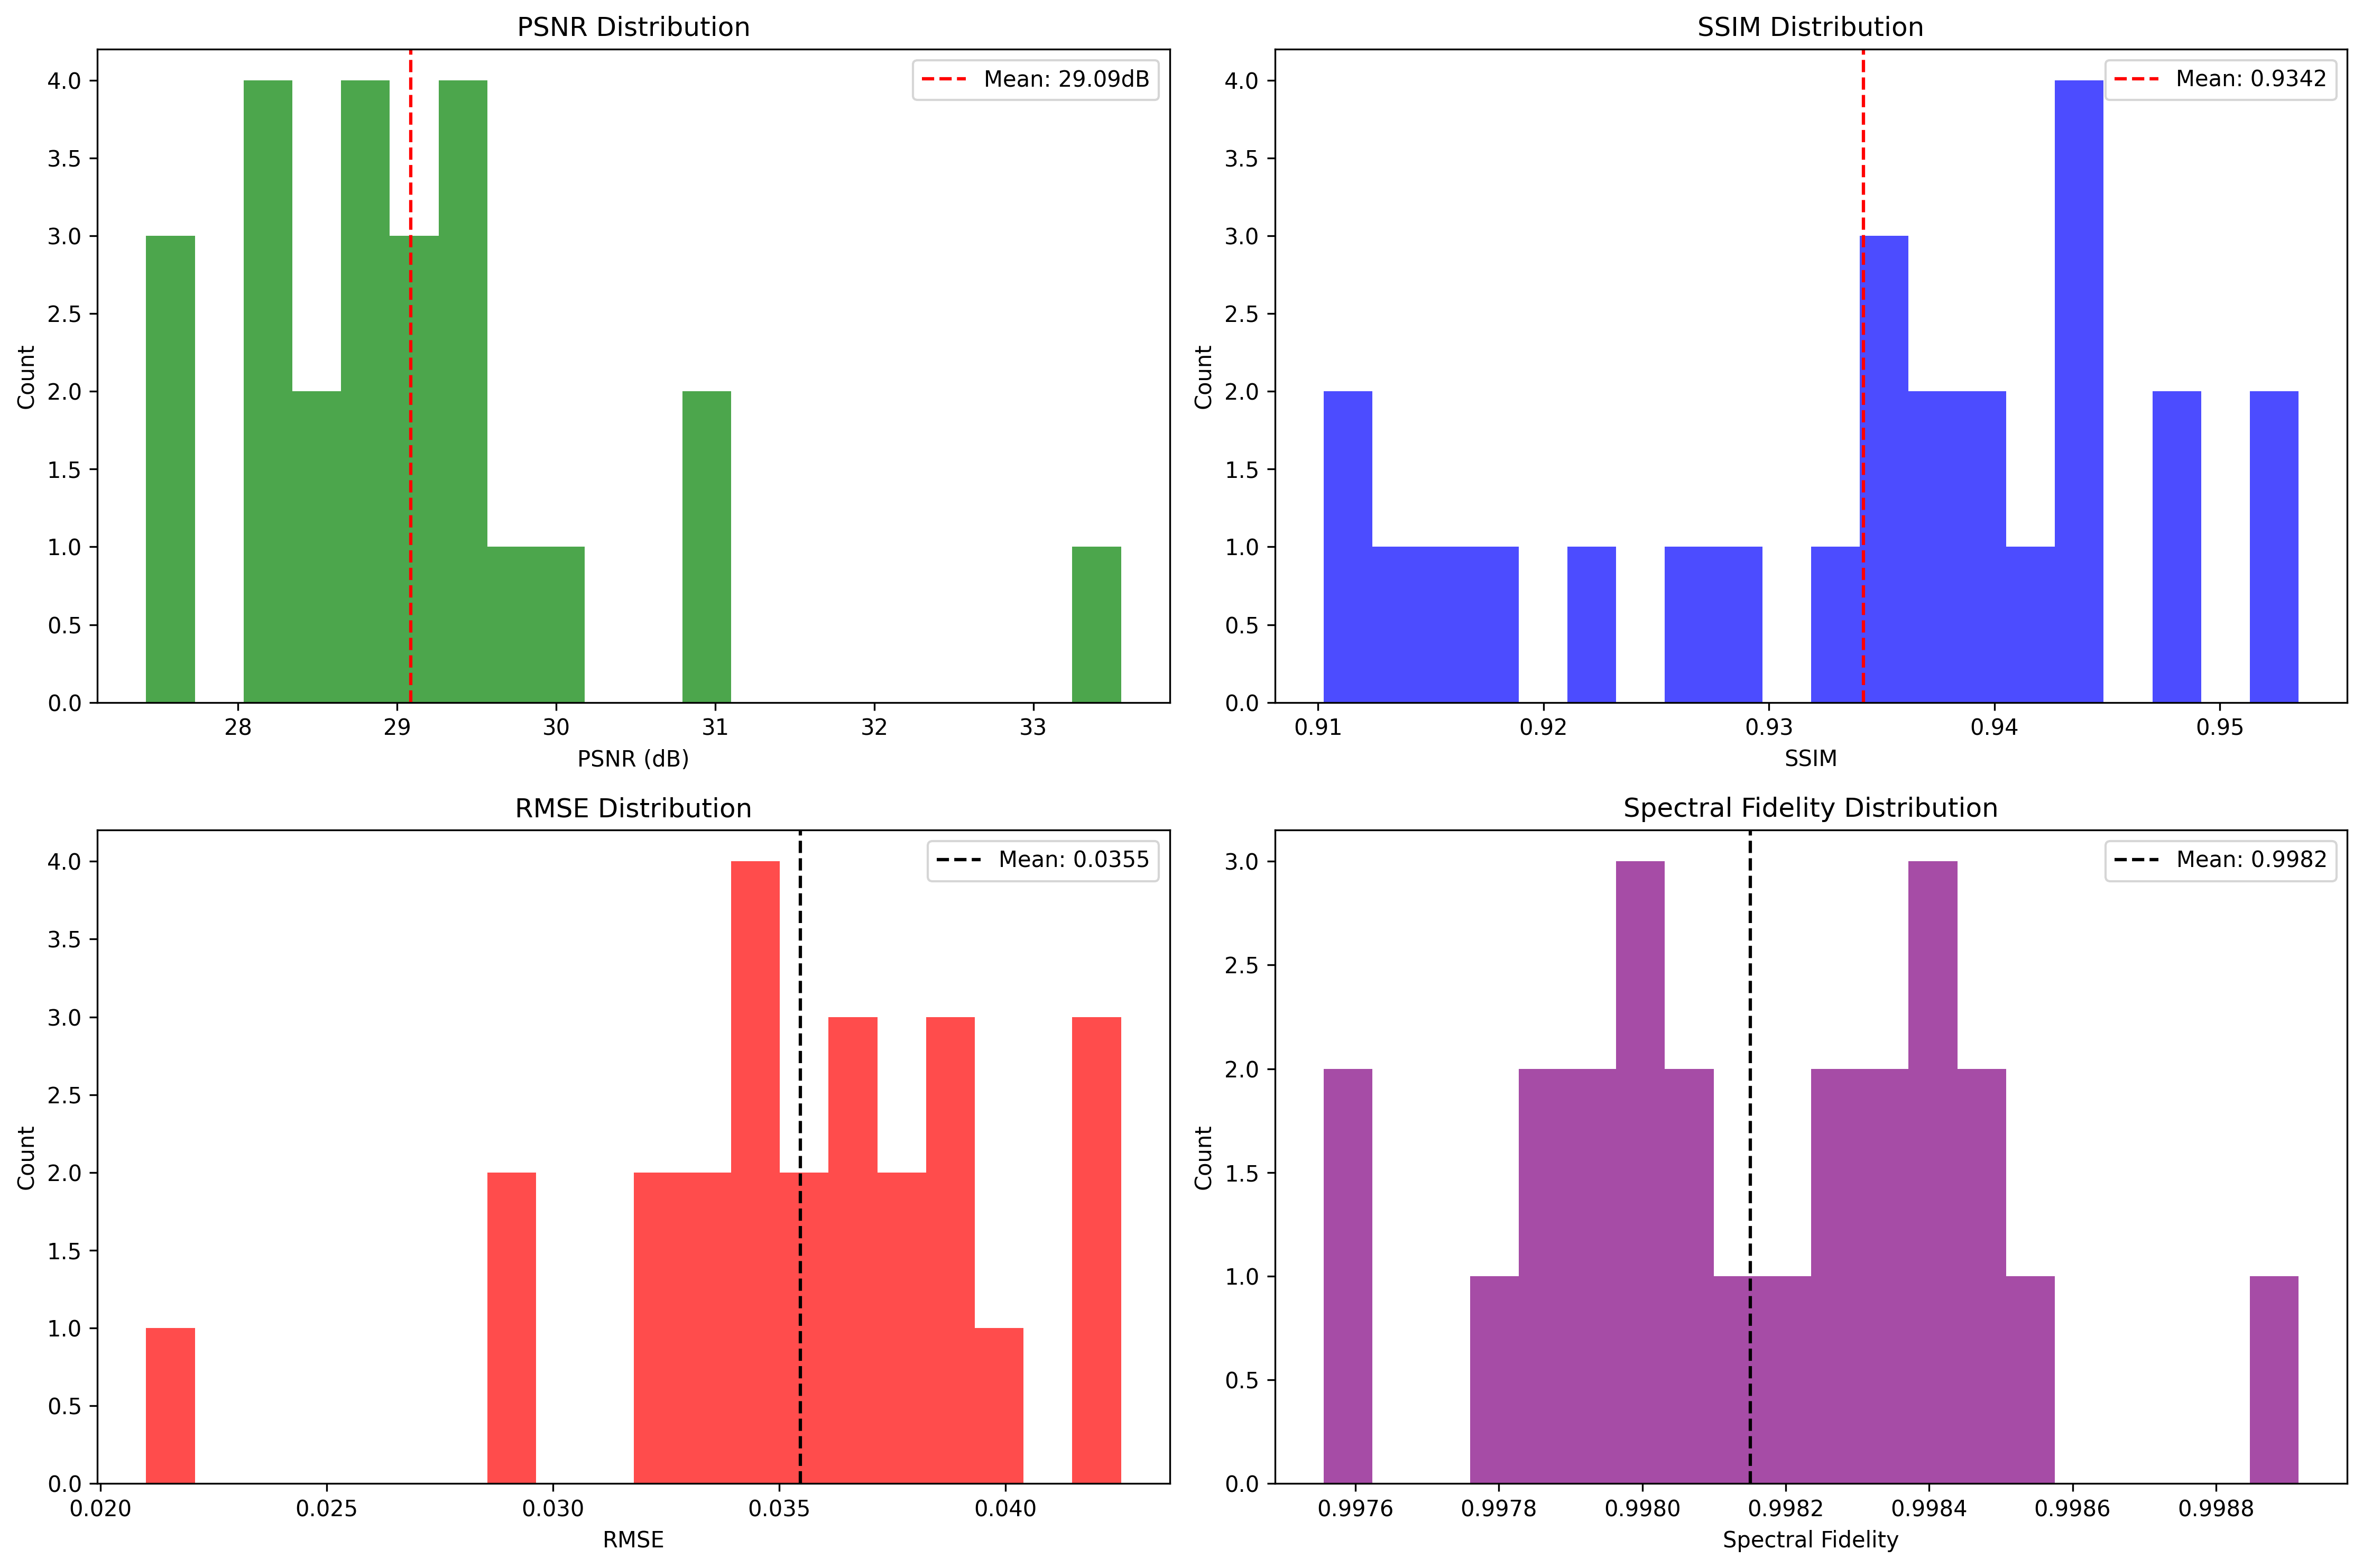 PSNR Distribution
4.0
3.5
3.0
2.5
2.0
1.5
1.0
0.5
0.0
Count
Mean: 29.09dB
28 29 30 31 32 33
PSNR (dB)
SSIM Distribution
4.0
3.5
3.0
2.5
2.0
1.5
1.0
0.5
0.0
Count
Mean: 0.9342
0.91 0.92 0.93 0.94 0.95
SSIM
RMSE Distribution
4.0
3.5
3.0
2.5
2.0
1.5
1.0
0.5
0.0
Count
Mean: 0.0355
0.020 0.025 0.030 0.035 0.040
RMSE
Spectral Fidelity Distribution
3.0
2.5
2.0
1.5
1.0
0.5
0.0
Count
Mean: 0.9982
0.9976 0.9978 0.9980 0.9982 0.9984 0.9986 0.9988
Spectral Fidelity